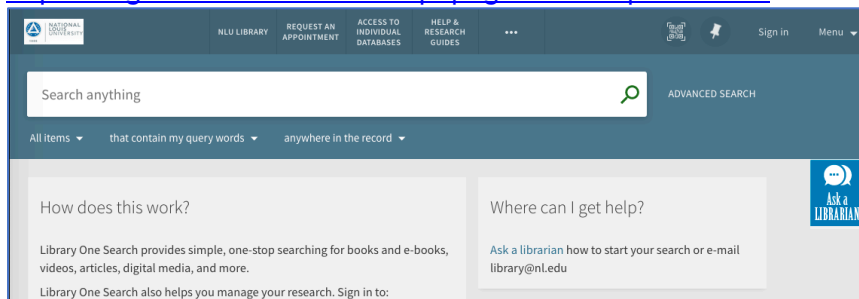 NATIONAL
LOUIS
UNIVERSITY
NLU LIBRARY
REQUEST AN
APPOINTMENT
ACCESS TO
INDIVIDUAL
DATABASES
HELP &
RESEARCH
GUIDES
•••
Sign in
Menu
Search anything
ADVANCED SEARCH
All items
that contain my query words
anywhere in the record
Ask a
LIBRARIAN
How does this work?
Library One Search provides simple, one-stop searching for books and e-books,
videos, articles, digital media, and more.
Library One Search also helps you manage your research. Sign in to:
Where can I get help?
Ask a librarian how to start your search or e-mail
library@nl.edu